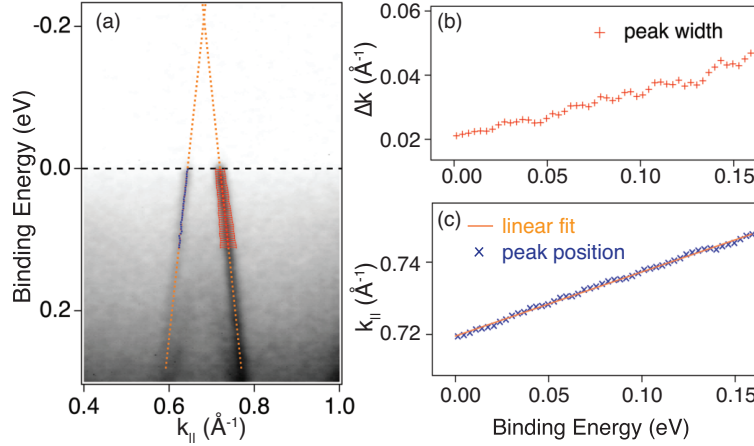 (a)
-0.2
0.0
0.2
Binding Energy (eV)
0.4
0.6
0.8
1.0
k|| (Å-1)
(b)
+ peak width
0.06
0.04
0.02
Δk (Å-1)
0.00
0.05
0.10
0.15
(c)
linear fit
× peak position
0.74
0.72
k|| (Å-1)
0.00
0.05
0.10
0.15
Binding Energy (eV)